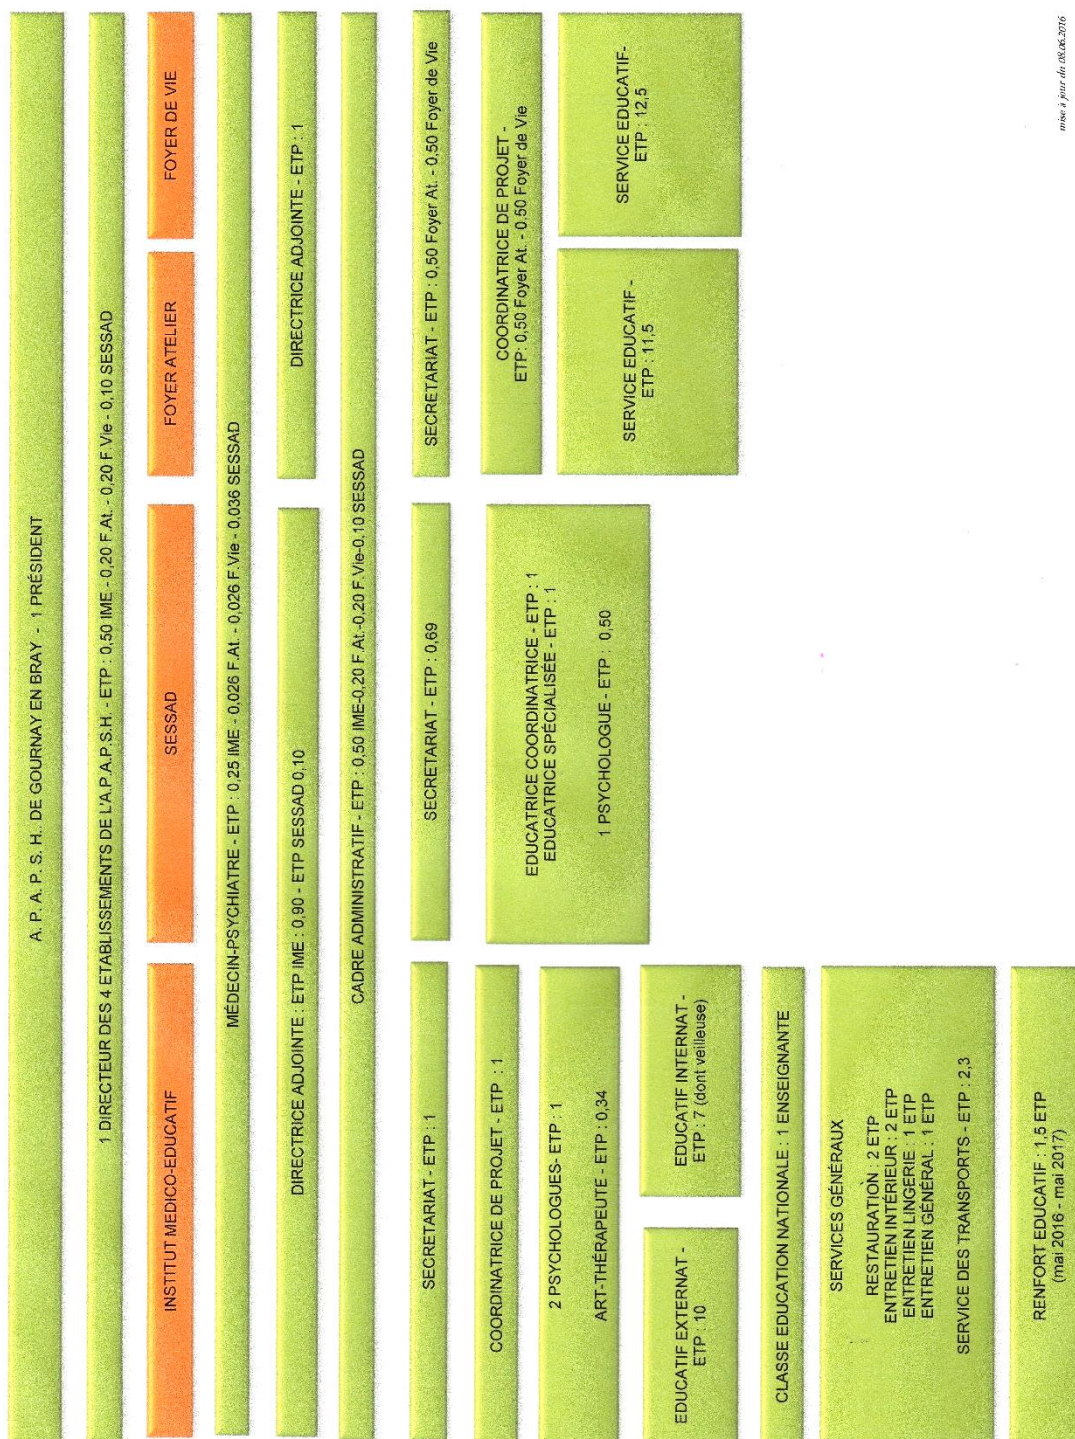 A. P. A. P. S. H. DE GOURNAY EN BRAY - 1 PRÉSIDENT
1 DIRECTEUR DES 4 ETABLISSEMENTS DE L'A.P.A.P.S.H. - ETP : 0,50 IME - 0,20 F.At. - 0,20 F.Vie - 0,10 SESSAD
INSTITUT MEDICO-EDUCATIF
SESSAD
FOYER ATELIER
FOYER DE VIE
MÉDECIN-PSYCHIATRE - ETP : 0,25 IME - 0,026 F.At. - 0,026 F.Vie - 0,036 SESSAD
DIRECTRICE ADJOINTE : ETP IME : 0,90 - ETP SESSAD 0,10
DIRECTRICE ADJOINTE - ETP : 1
CADRE ADMINISTRATIF - ETP : 0,50 IME-0,20 F.At.-0,20 F.Vie-0,10 SESSAD
SECRETARIAT - ETP : 1
SECRETARIAT - ETP : 0,69
SECRETARIAT - ETP : 0,50 Foyer At. - 0,50 Foyer de Vie
COORDINATRICE DE PROJET - ETP : 1
EDUCATRICE COORDINATRICE - ETP : 1
EDUCATRICE SPÉCIALISÉE - ETP : 1
1 PSYCHOLOGUE - ETP : 0,50
COORDINATRICE DE PROJET -
ETP: 0,50 Foyer At. - 0.50 Foyer de Vie
2 PSYCHOLOGUES- ETP : 1
ART-THÉRAPEUTE - ETP : 0,34
SERVICE EDUCATIF -
ETP : 11,5
SERVICE EDUCATIF-
ETP : 12,5
EDUCATIF EXTERNAT -
ETP : 10
EDUCATIF INTERNAT -
ETP : 7 (dont veilleuse)
CLASSE EDUCATION NATIONALE : 1 ENSEIGNANTE
SERVICES GÉNÉRAUX
RESTAURATION : 2 ETP
ENTRETIEN INTÉRIEUR : 2 ETP
ENTRETIEN LINGERIE : 1 ETP
ENTRETIEN GÉNÉRAL : 1 ETP
SERVICE DES TRANSPORTS - ETP : 2,3
RENFORT EDUCATIF : 1,5 ETP
(mai 2016 - mai 2017)
mise à jour du 08.06.2016